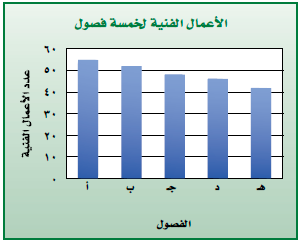 الأعمال الفنية لخمسة فصول
عدد الأعمال الفنية
٦٠
٥٠
٤٠
٣٠
٢٠
١٠
٠
أ ب جـ د هـ
الفصول